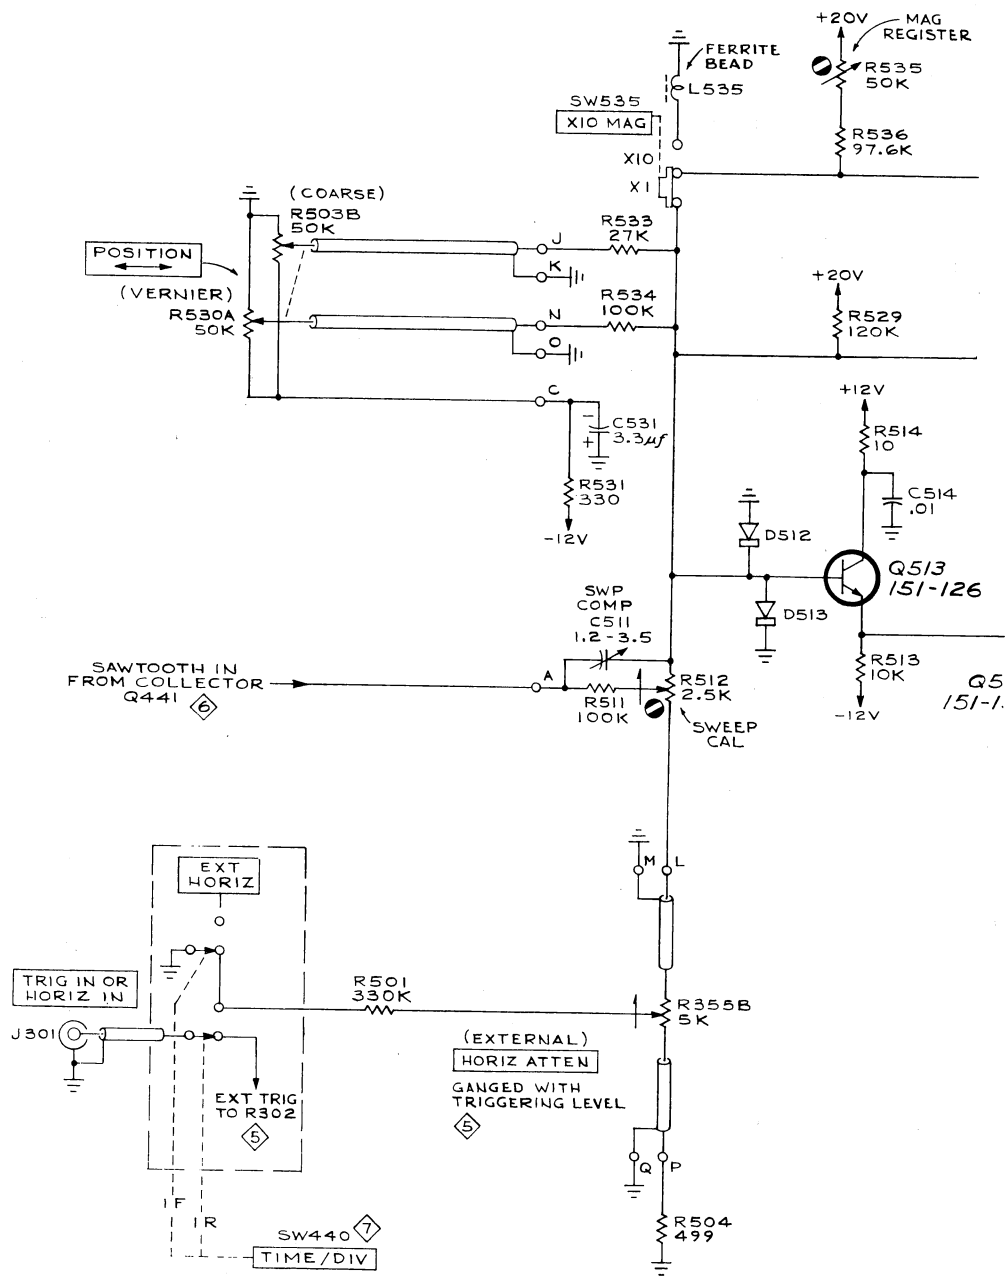 +20V
MAG
REGISTER
FERRITE
BEAD
R535
50K
L535
SW535
X10 MAG
R536
97.6K
X10
X1
(COARSE)
R503B
50K
R533
27K
J
POSITION
K
(VERNIER)
R530A
50K
R534
100K
N
O
+20V
R529
120K
C
C531
3.3µf
−
+
+12V
R514
10
R531
330
C514
.01
-12V
D512
Q513
151-126
SWP
COMP
C511
1.2-3.5
D513
SAWTOOTH IN
FROM COLLECTOR
Q441
6
A
R511
100K
R512
2.5K
SWEEP
CAL
R513
10K
-12V
Q5
151-1.
M
L
EXT
HORIZ
TRIG IN OR
HORIZ IN
R501
330K
R355B
5K
J301
(EXTERNAL)
HORIZ ATTEN
GANGED WITH
TRIGGERING LEVEL
5
EXT TRIG
TO R302
5
Q
P
1F
1R
R504
499
SW440
7
TIME/DIV